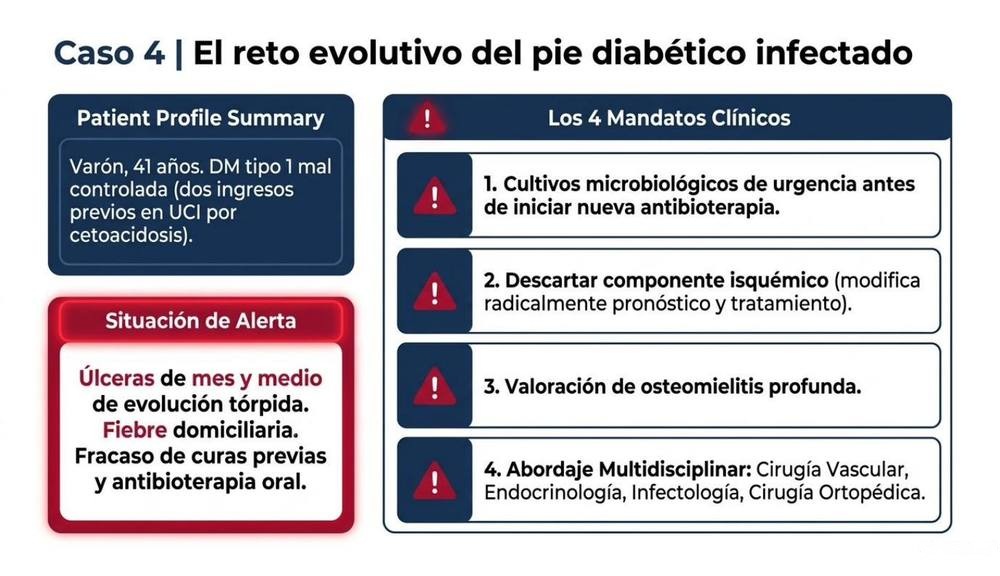 Caso 4 | El reto evolutivo del pie diabético infectado
Patient Profile Summary
Varón, 41 años. DM tipo 1 mal
controlada (dos ingresos
previos en UCI por
cetoacidosis).
Situación de Alerta
Úlceras de mes y medio
de evolución tórpida.
Fiebre domiciliaria.
Fracaso de curas previas
y antibioterapia oral.
Los 4 Mandatos Clínicos
1. Cultivos microbiológicos de urgencia antes
de iniciar nueva antibioterapia.
2. Descartar componente isquémico (modifica
radicalmente pronóstico y tratamiento).
3. Valoración de osteomielitis profunda.
4. Abordaje Multidisciplinar: Cirugía Vascular,
Endocrinología, Infectología, Cirugía Ortopédica.